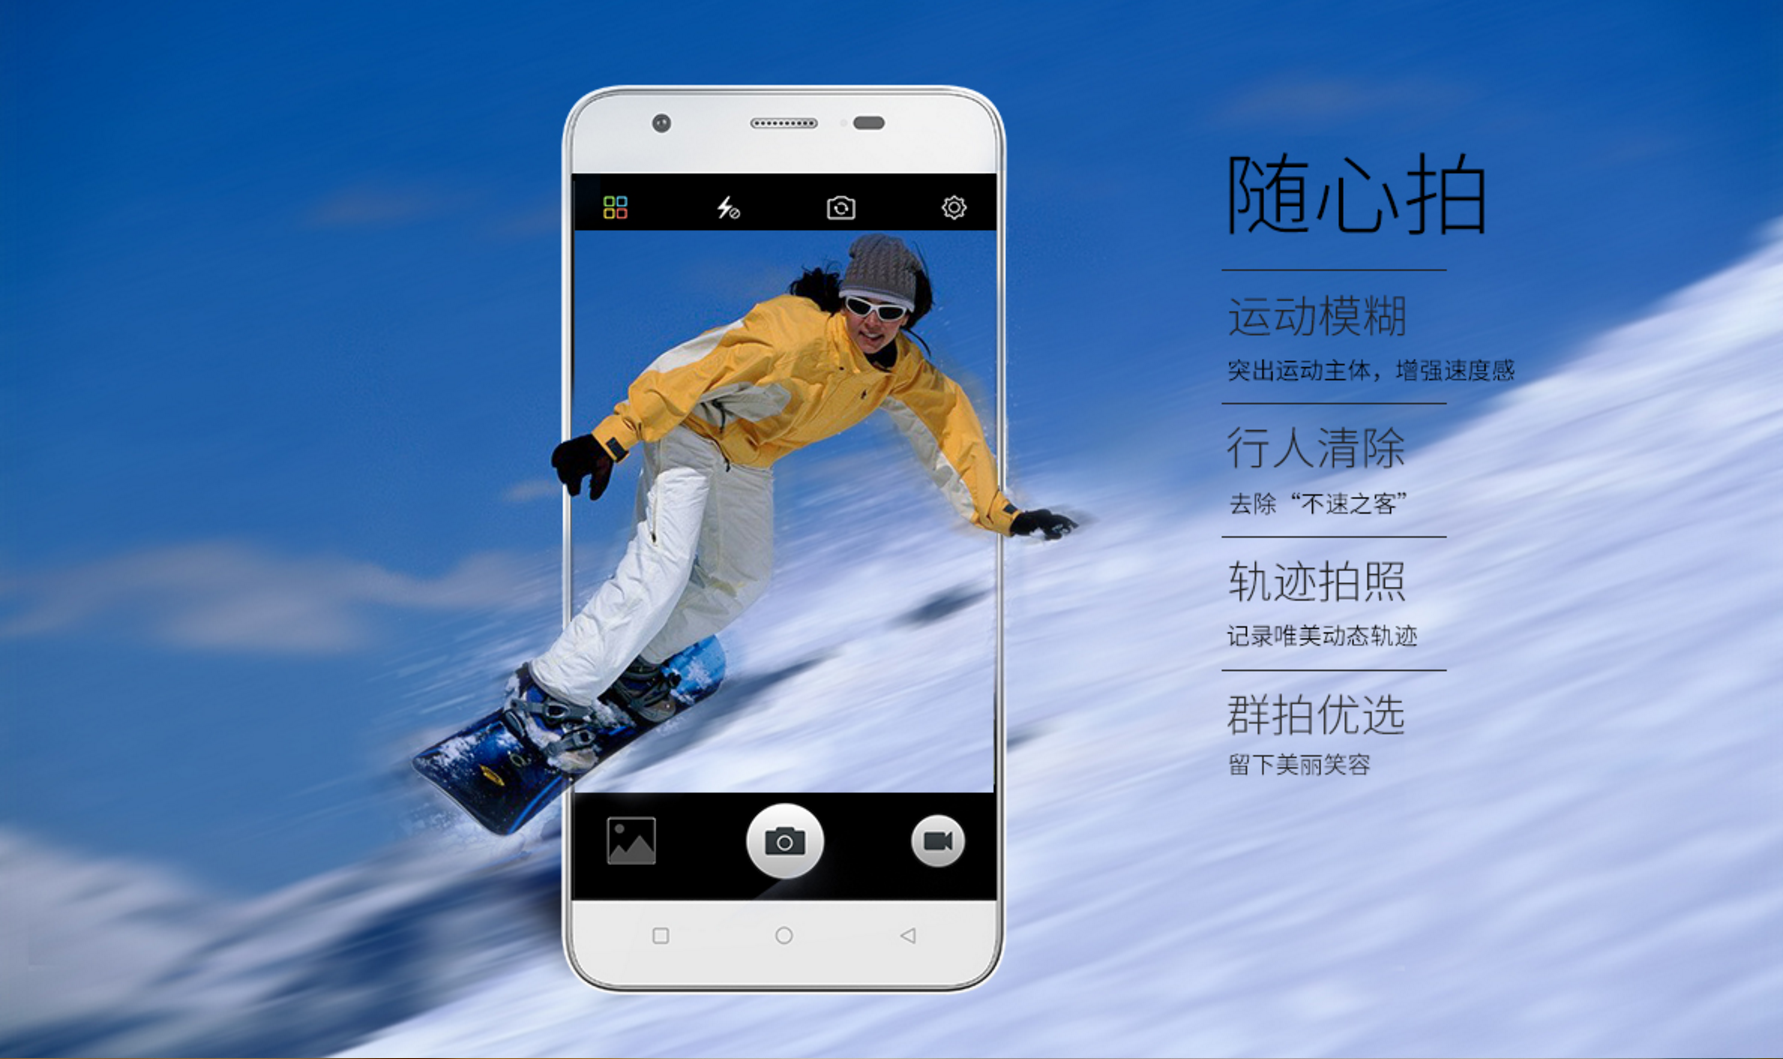 随心拍
运动模糊
突出运动主体，增强速度感
行人清除
去除“不速之客”
轨迹拍照
记录唯美动态轨迹
群拍优选
留下美丽笑容